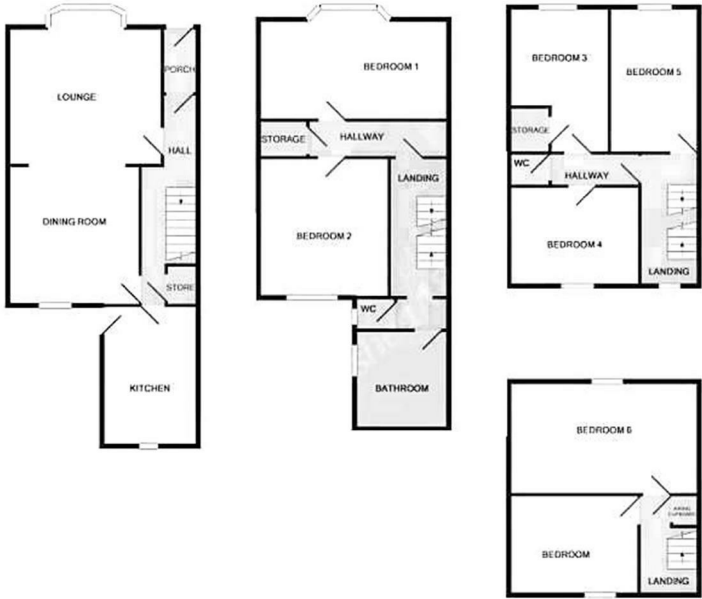 PORCH
LOUNGE
HALL
DINING ROOM
STORE
KITCHEN
BEDROOM 1
STORAGE
HALLWAY
LANDING
BEDROOM 2
WC
BATHROOM
BEDROOM 3
BEDROOM 5
STORAGE
WC
HALLWAY
BEDROOM 4
LANDING
BEDROOM 6
BEDROOM
LANDING